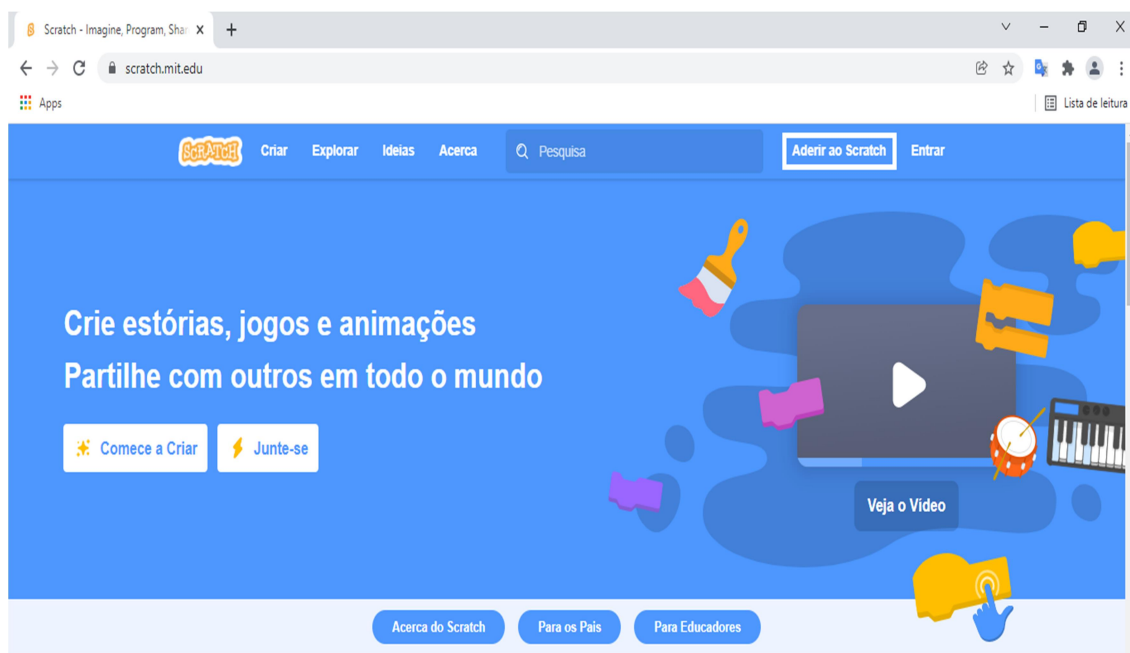 Scratch - Imagine, Program, Shar
scratch.mit.edu
Apps
Lista de leitura
SCRATCH Criar Explorar Ideias Acerca Pesquisa Aderir ao Scratch Entrar
Crie estórias, jogos e animações
Partilhe com outros em todo o mundo
Comece a Criar Junte-se
Veja o Vídeo
Acerca do Scratch Para os Pais Para Educadores